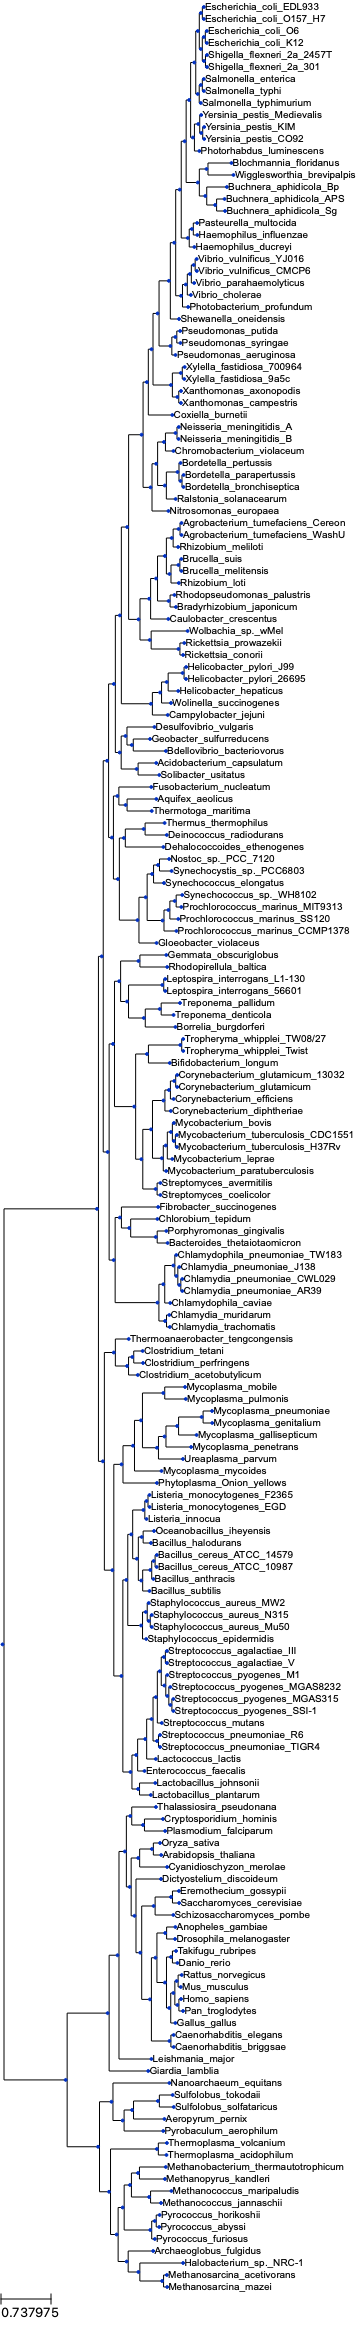 Escherichia_coli_EDL933
Escherichia_coli_O157_H7
Escherichia_coli_O6
Escherichia_coli_K12
Shigella_flexneri_2a_2457T
Shigella_flexneri_2a_301
Salmonella_enterica
Salmonella_typhi
Salmonella_typhimurium
Yersinia_pestis_Medievalis
Yersinia_pestis_KIM
Yersinia_pestis_CO92
Photorhabdus_luminescens
Blochmannia_floridanus
Wigglesworthia_brevipalpis
Buchnera_aphidicola_Bp
Buchnera_aphidicola_APS
Buchnera_aphidicola_Sg
Pasteurella_multocida
Haemophilus_influenzae
Haemophilus_ducreyi
Vibrio_vulnificus_YJ016
Vibrio_vulnificus_CMCP6
Vibrio_parahaemolyticus
Vibrio_cholerae
Photobacterium_profundum
Shewanella_oneidensis
Pseudomonas_putida
Pseudomonas_syringae
Pseudomonas_aeruginosa
Xylella_fastidiosa_700964
Xylella_fastidiosa_9a5c
Xanthomonas_axonopodis
Xanthomonas_campestris
Coxiella_burnetii
Neisseria_meningitidis_A
Neisseria_meningitidis_B
Chromobacterium_violaceum
Bordetella_pertussis
Bordetella_parapertussis
Bordetella_bronchiseptica
Ralstonia_solanacearum
Nitrosomonas_europaea
Agrobacterium_tumefaciens_Cereon
Agrobacterium_tumefaciens_WashU
Rhizobium_meliloti
Brucella_suis
Brucella_melitensis
Rhizobium_loti
Rhodopseudomonas_palustris
Bradyrhizobium_japonicum
Caulobacter_crescentus
Wolbachia_sp._wMel
Rickettsia_prowazekii
Rickettsia_conorii
Helicobacter_pylori_J99
Helicobacter_pylori_26695
Helicobacter_hepaticus
Wolinella_succinogenes
Campylobacter_jejuni
Desulfovibrio_vulgaris
Geobacter_sulfurreducens
Bdellovibrio_bacteriovorus
Acidobacterium_capsulatum
Solibacter_usitatus
Fusobacterium_nucleatum
Aquifex_aeolicus
Thermotoga_maritima
Thermus_thermophilus
Deinococcus_radiodurans
Dehalococcoides_ethenogenes
Nostoc_sp._PCC_7120
Synechocystis_sp._PCC6803
Synechococcus_elongatus
Synechococcus_sp._WH8102
Prochlorococcus_marinus_MIT9313
Prochlorococcus_marinus_SS120
Prochlorococcus_marinus_CCMP1378
Gloeobacter_violaceus
Gemmata_obscuriglobus
Rhodopirellula_baltica
Leptospira_interrogans_L1-130
Leptospira_interrogans_56601
Treponema_pallidum
Treponema_denticola
Borrelia_burgdorferi
Tropheryma_whipplei_TW08/27
Tropheryma_whipplei_Twist
Bifidobacterium_longum
Corynebacterium_glutamicum_13032
Corynebacterium_glutamicum
Corynebacterium_efficiens
Corynebacterium_diphtheriae
Mycobacterium_bovis
Mycobacterium_tuberculosis_CDC1551
Mycobacterium_tuberculosis_H37Rv
Mycobacterium_leprae
Mycobacterium_paratuberculosis
Streptomyces_avermitilis
Streptomyces_coelicolor
Fibrobacter_succinogenes
Chlorobium_tepidum
Porphyromonas_gingivalis
Bacteroides_thetaiotaomicron
Chlamydophila_pneumoniae_TW183
Chlamydia_pneumoniae_J138
Chlamydia_pneumoniae_CWL029
Chlamydia_pneumoniae_AR39
Chlamydophila_caviae
Chlamydia_muridarum
Chlamydia_trachomatis
Thermoanaerobacter_tengcongensis
Clostridium_tetani
Clostridium_perfringens
Clostridium_acetobutylicum
Mycoplasma_mobile
Mycoplasma_pulmonis
Mycoplasma_pneumoniae
Mycoplasma_genitalium
Mycoplasma_gallisepticum
Mycoplasma_penetrans
Ureaplasma_parvum
Mycoplasma_mycoides
Phytoplasma_Onion_yellows
Listeria_monocytogenes_F2365
Listeria_monocytogenes_EGD
Listeria_innocua
Oceanobacillus_iheyensis
Bacillus_halodurans
Bacillus_cereus_ATCC_14579
Bacillus_cereus_ATCC_10987
Bacillus_anthracis
Bacillus_subtilis
Staphylococcus_aureus_MW2
Staphylococcus_aureus_N315
Staphylococcus_aureus_Mu50
Staphylococcus_epidermidis
Streptococcus_agalactiae_III
Streptococcus_agalactiae_V
Streptococcus_pyogenes_M1
Streptococcus_pyogenes_MGAS8232
Streptococcus_pyogenes_MGAS315
Streptococcus_pyogenes_SSI-1
Streptococcus_mutans
Streptococcus_pneumoniae_R6
Streptococcus_pneumoniae_TIGR4
Lactococcus_lactis
Enterococcus_faecalis
Lactobacillus_johnsonii
Lactobacillus_plantarum
Thalassiosira_pseudonana
Cryptosporidium_hominis
Plasmodium_falciparum
Oryza_sativa
Arabidopsis_thaliana
Cyanidioschyzon_merolae
Dictyostelium_discoideum
Eremothecium_gossypii
Saccharomyces_cerevisiae
Schizosaccharomyces_pombe
Anopheles_gambiae
Drosophila_melanogaster
Takifugu_rubripes
Danio_rerio
Rattus_norvegicus
Mus_musculus
Homo_sapiens
Pan_troglodytes
Gallus_gallus
Caenorhabditis_elegans
Caenorhabditis_briggsae
Leishmania_major
Giardia_lamblia
Nanoarchaeum_equitans
Sulfolobus_tokodaii
Sulfolobus_solfataricus
Aeropyrum_pernix
Pyrobaculum_aerophilum
Thermoplasma_volcanium
Thermoplasma_acidophilum
Methanobacterium_thermautotrophicum
Methanopyrus_kandleri
Methanococcus_maripaludis
Methanococcus_jannaschii
Pyrococcus_horikoshii
Pyrococcus_abyssi
Pyrococcus_furiosus
Archaeoglobus_fulgidus
Halobacterium_sp._NRC-1
Methanosarcina_acetivorans
Methanosarcina_mazei
0.737975